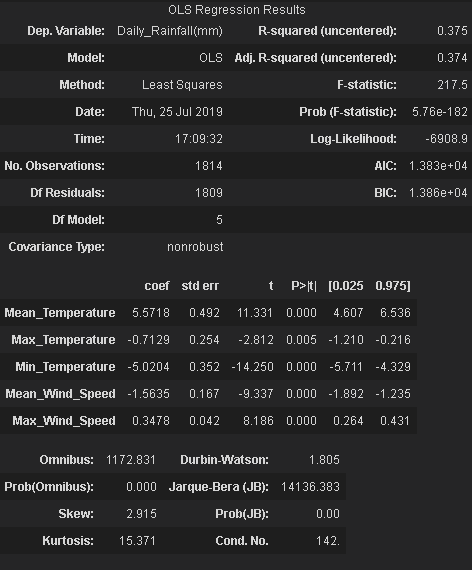 OLS Regression Results
Dep. Variable: Daily_Rainfall(mm) R-squared (uncentered): 0.375
Model: OLS Adj. R-squared (uncentered): 0.374
Method: Least Squares F-statistic: 217.5
Date: Thu, 25 Jul 2019 Prob (F-statistic): 5.76e-182
Time: 17:09:32 Log-Likelihood: -6908.9
No. Observations: 1814 AIC: 1.383e+04
Df Residuals: 1809 BIC: 1.386e+04
Df Model: 5
Covariance Type: nonrobust
coef std err t P>|t| [0.025 0.975]
Mean_Temperature 5.5718 0.492 11.331 0.000 4.607 6.536
Max_Temperature -0.7129 0.254 -2.812 0.005 -1.210 -0.216
Min_Temperature -5.0204 0.352 -14.250 0.000 -5.711 -4.329
Mean_Wind_Speed -1.5635 0.167 -9.337 0.000 -1.892 -1.235
Max_Wind_Speed 0.3478 0.042 8.186 0.000 0.264 0.431
Omnibus: 1172.831 Durbin-Watson: 1.805
Prob(Omnibus): 0.000 Jarque-Bera (JB): 14136.383
Skew: 2.915 Prob(JB): 0.00
Kurtosis: 15.371 Cond. No. 142.